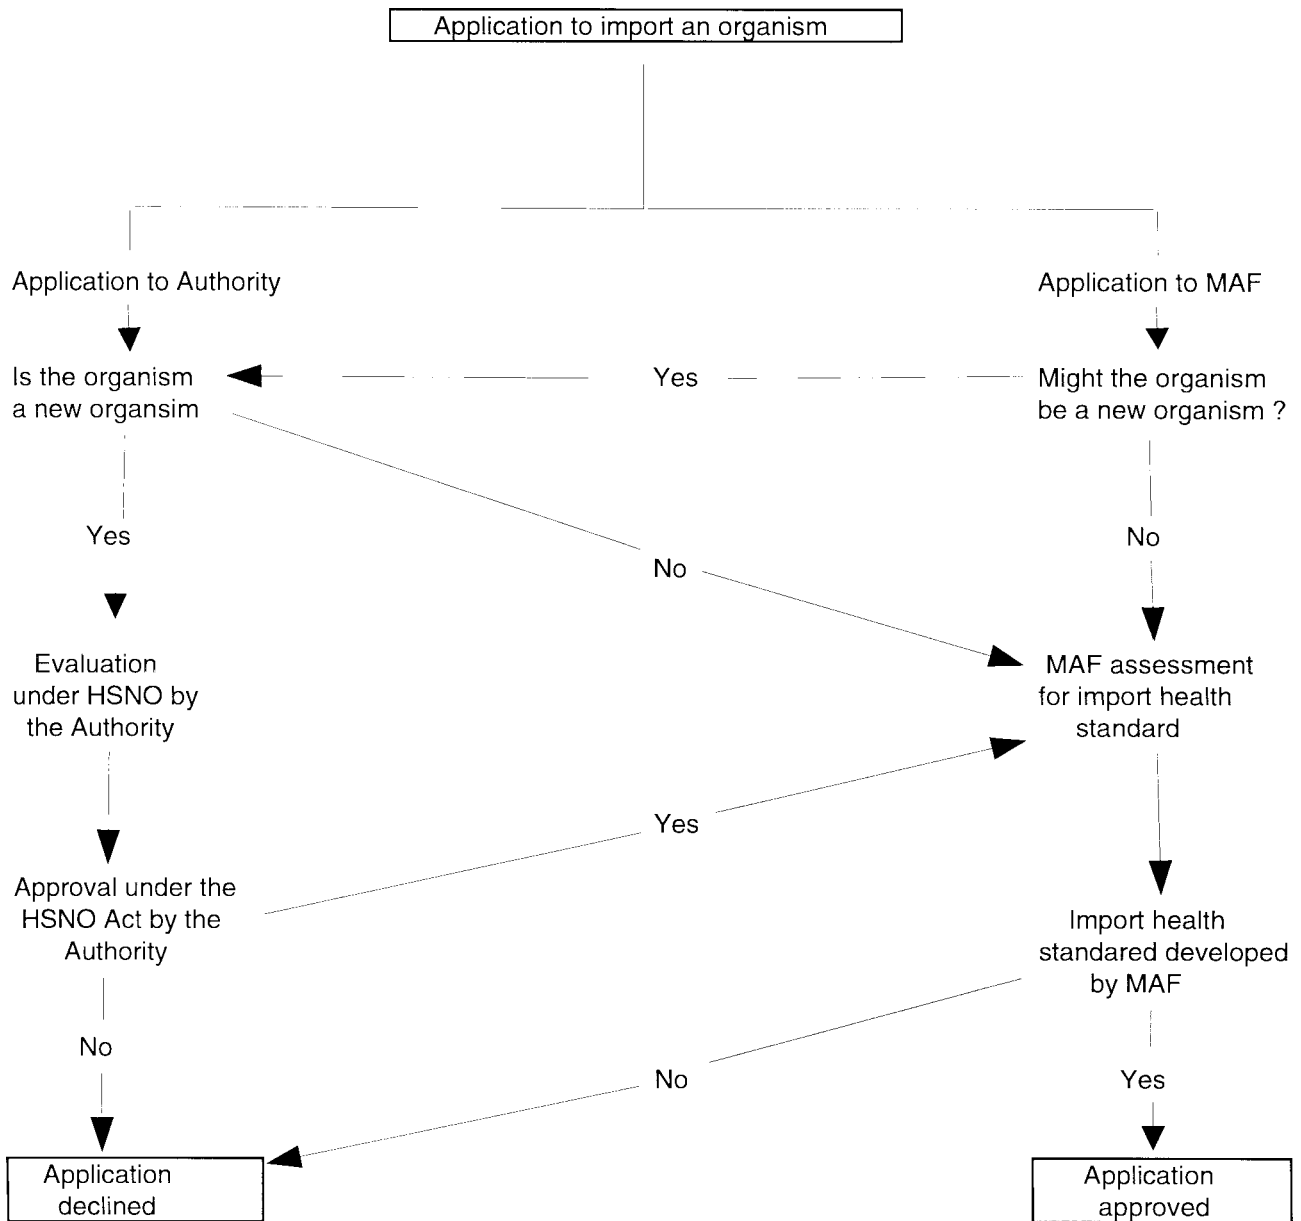 Application to import an organism
Application to Authority
Application to MAF
Is the organism
a new organsim
Yes
Might the organism
be a new organism ?
Yes
No
No
Evaluation
under HSNO by
the Authority
MAF assessment
for import health
standard
Yes
Approval under the
HSNO Act by the
Authority
Import health
standared developed
by MAF
No
No
Yes
Application
declined
Application
approved